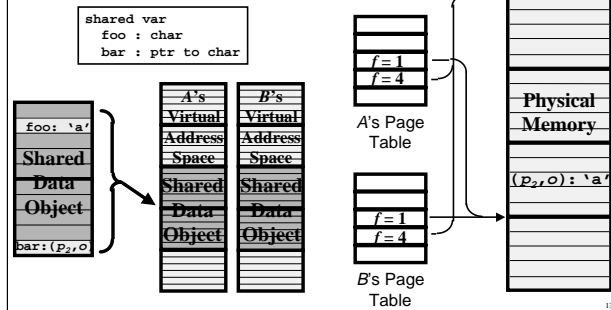 shared var
foo : char
bar : ptr to char
foo: ‘a’
Shared
Data
Object
bar:(p₂,o)
A’s
Virtual
Address
Space
Shared
Data
Object
B’s
Virtual
Address
Space
Shared
Data
Object
f = 1
f = 4
A’s Page
Table
f = 1
f = 4
B’s Page
Table
Physical
Memory
(p₂,o): ‘a’
13